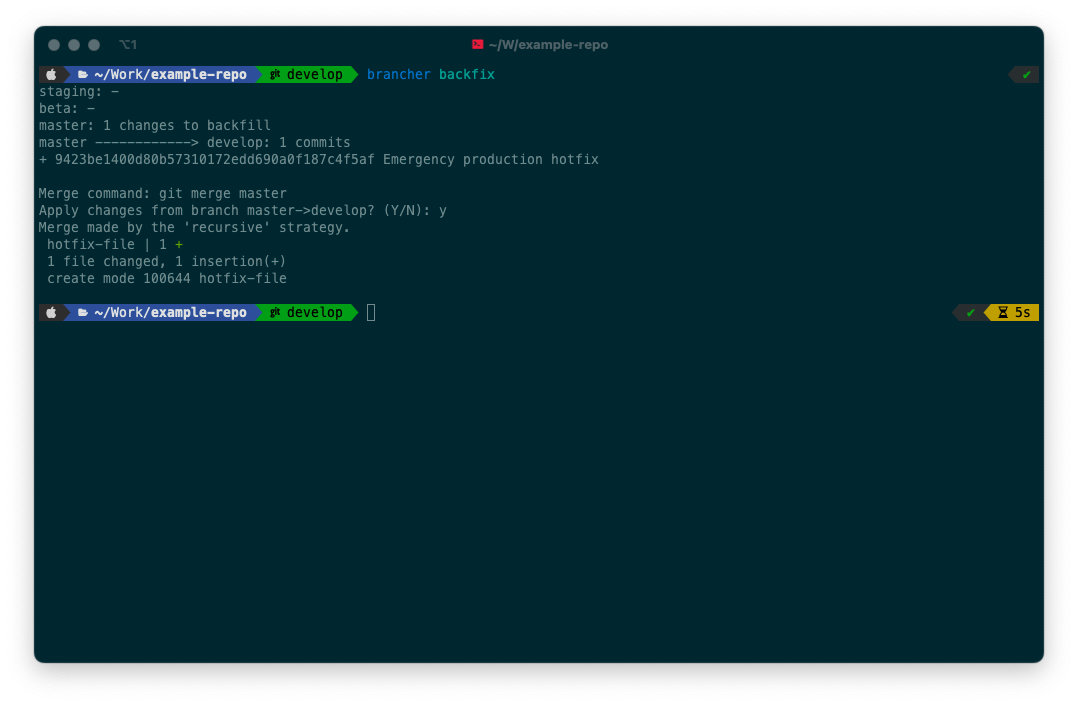 ⌥1 ~/W/example-repo
~/Work/example-repo git develop brancher backfix ✔
staging: -
beta: -
master: 1 changes to backfill
master ------------> develop: 1 commits
+ 9423be1400d80b57310172edd690a0f187c4f5af Emergency production hotfix
Merge command: git merge master
Apply changes from branch master->develop? (Y/N): y
Merge made by the 'recursive' strategy.
hotfix-file | 1 +
1 file changed, 1 insertion(+)
create mode 100644 hotfix-file
~/Work/example-repo git develop ✔ 5s